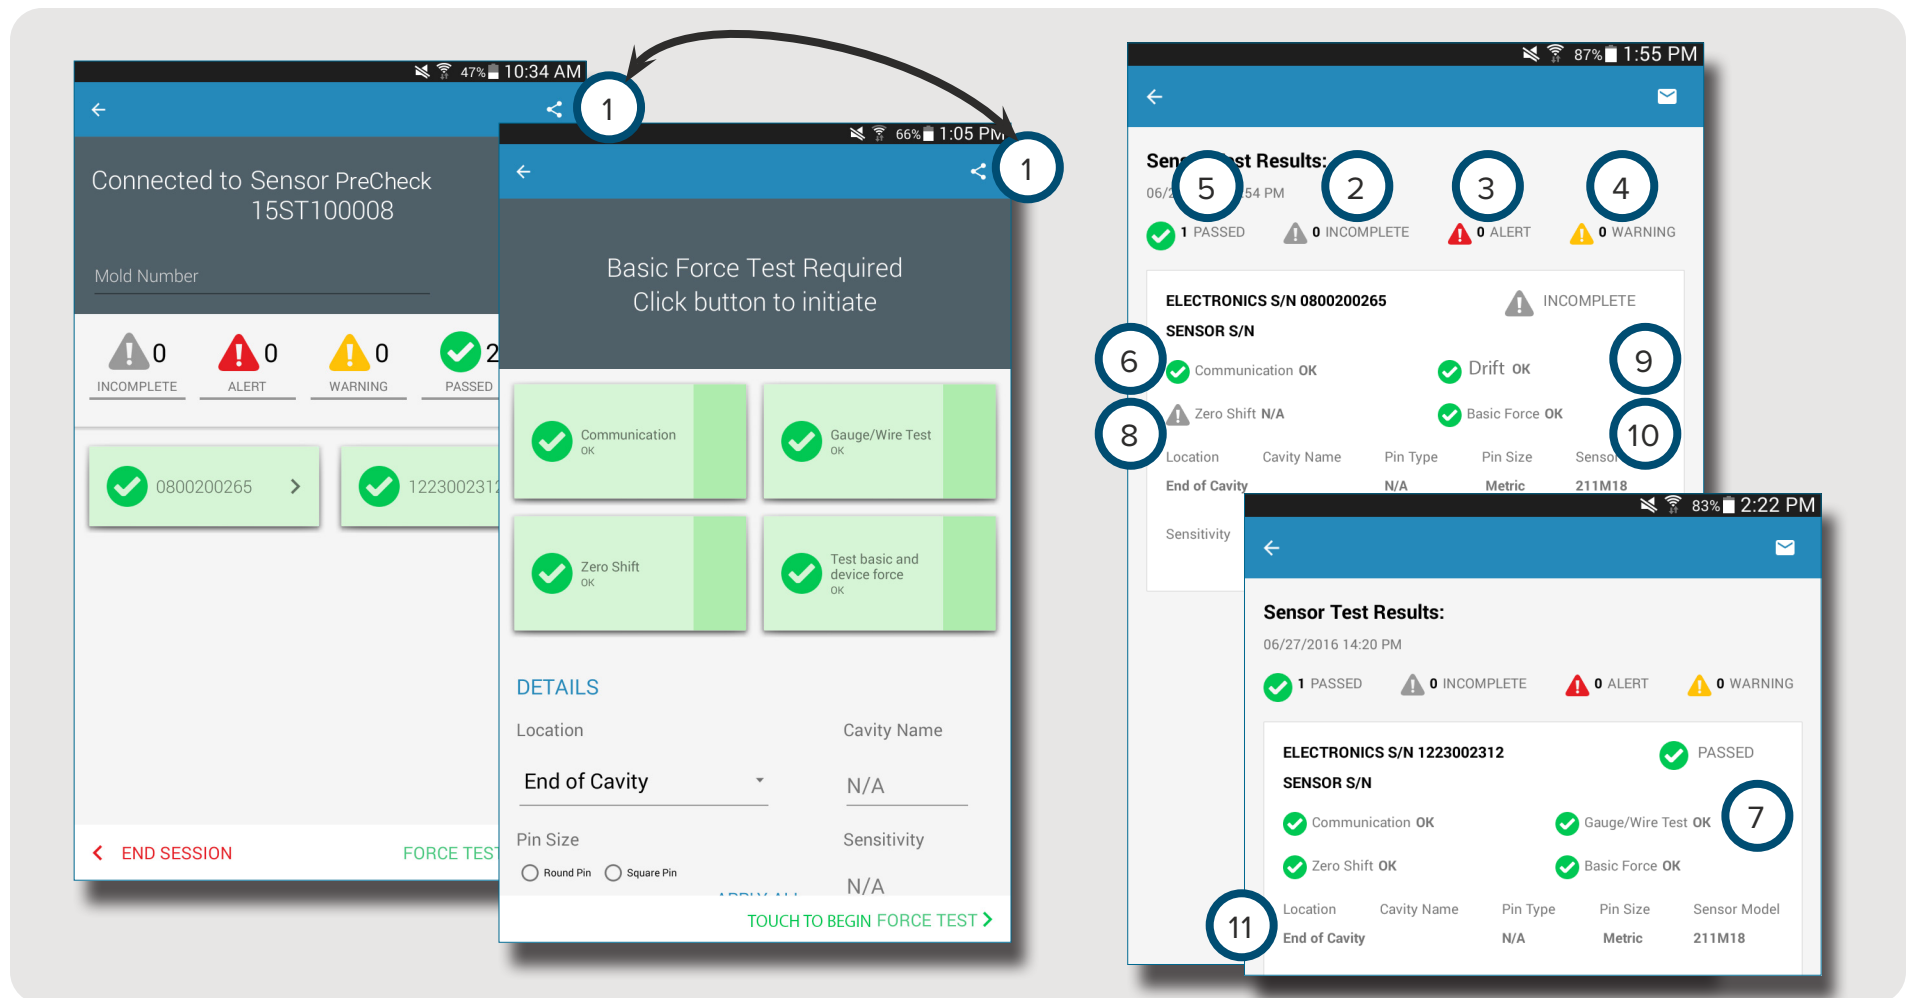 47% 10:34 AM
1
Connected to Sensor PreCheck
15ST100008
Mold Number
0
INCOMPLETE
0
ALERT
0
WARNING
2
PASSED
0800200265
1223002312
END SESSION
FORCE TEST
66% 1:05 PM
1
Basic Force Test Required
Click button to initiate
Communication
OK
Gauge/Wire Test
OK
Zero Shift
OK
Test basic and
device force
OK
DETAILS
Location
Cavity Name
End of Cavity
N/A
Pin Size
Sensitivity
Round Pin
Square Pin
N/A
TOUCH TO BEGIN FORCE TEST
87% 1:55 PM
Test Results:
54 PM
5
2
3
4
1 PASSED
0 INCOMPLETE
0 ALERT
0 WARNING
ELECTRONICS S/N 0800200265
INCOMPLETE
SENSOR S/N
6
Communication OK
Drift OK
9
8
Zero Shift N/A
Basic Force OK
10
Location
Cavity Name
Pin Type
Pin Size
Sensor
End of Cavity
N/A
Metric
211M18
Sensitivity
83% 2:22 PM
Sensor Test Results:
06/27/2016 14:20 PM
1 PASSED
0 INCOMPLETE
0 ALERT
0 WARNING
ELECTRONICS S/N 1223002312
PASSED
SENSOR S/N
Communication OK
Gauge/Wire Test OK
7
Zero Shift OK
Basic Force OK
11
Location
Cavity Name
Pin Type
Pin Size
Sensor Model
End of Cavity
N/A
Metric
211M18